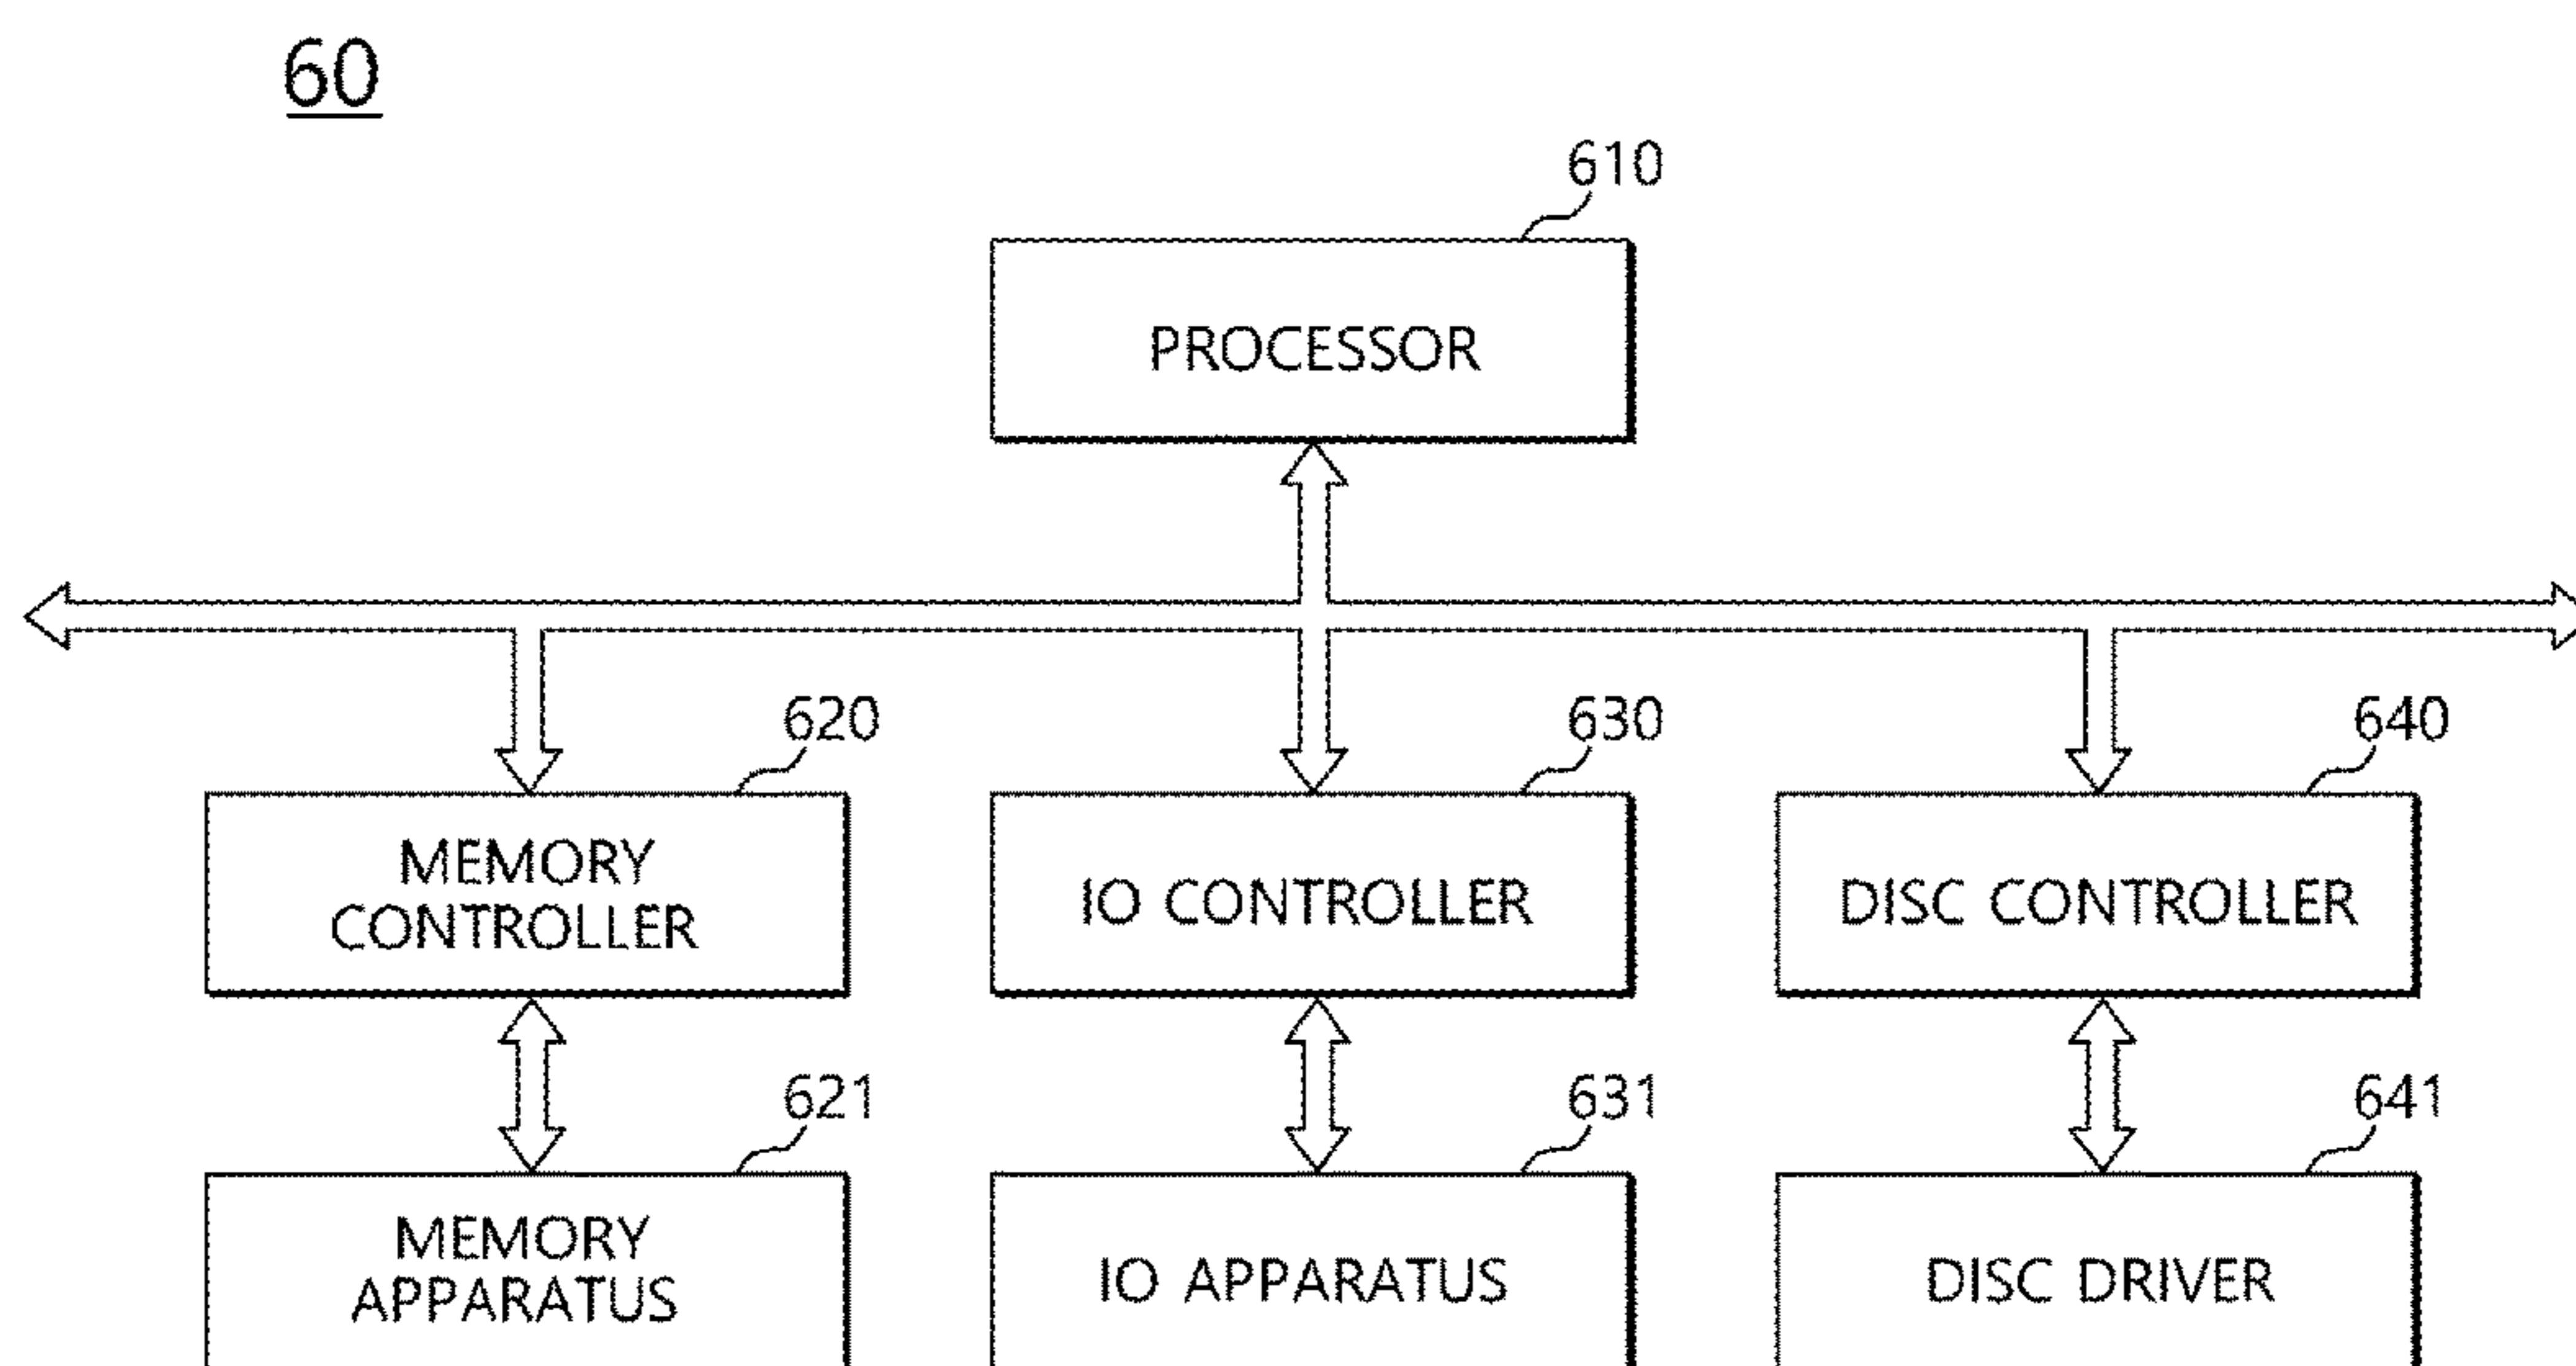 60
610
PROCESSOR
620
630
640
MEMORY
CONTROLLER
IO CONTROLLER
DISC CONTROLLER
621
631
641
MEMORY
APPARATUS
IO APPARATUS
DISC DRIVER